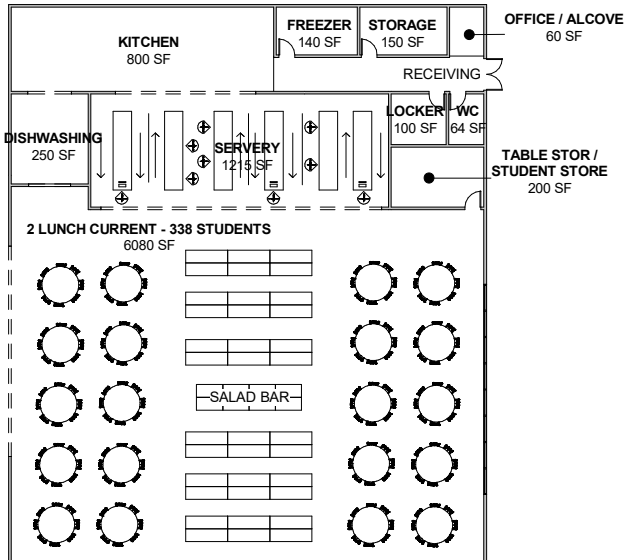 OFFICE / ALCOVE
60 SF
FREEZER
140 SF
STORAGE
150 SF
KITCHEN
800 SF
RECEIVING
DISHWASHING
250 SF
SERVERY
1215 SF
LOCKER
100 SF
WC
64 SF
TABLE STOR /
STUDENT STORE
200 SF
2 LUNCH CURRENT - 338 STUDENTS
6080 SF
SALAD BAR